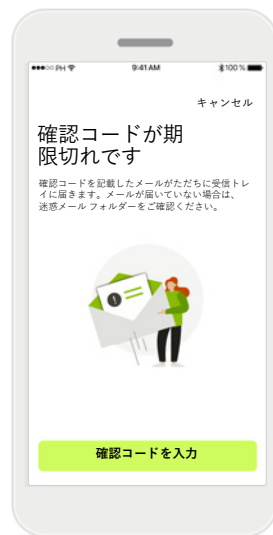 PH 9:41 AM 100 %
キャンセル
確認コードが期
限切れです
確認コードを記載したメールがただちに受信トレ
イに届きます。メールが届いていない場合は、
迷惑メール フォルダーをご確認ください。
確認コードを入力